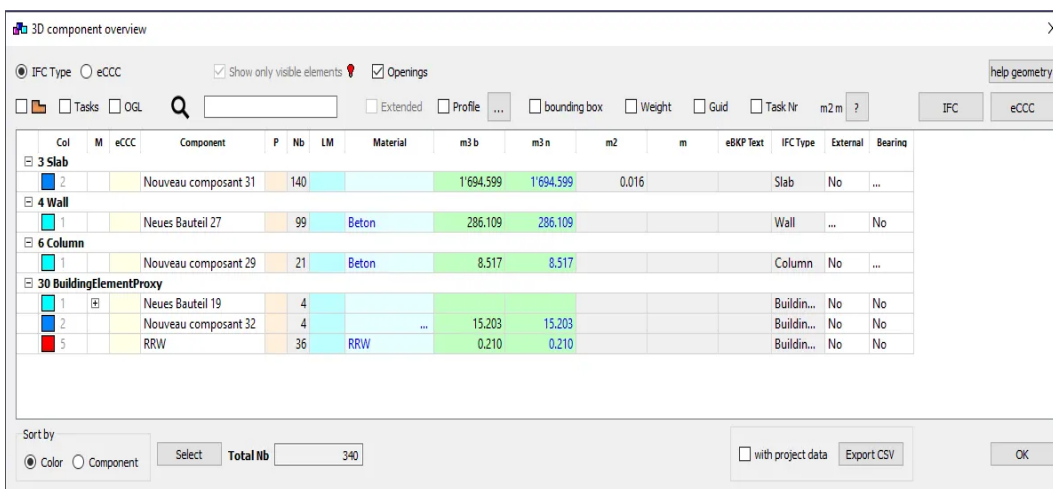 3D component overview
IFC Type eCCC Show only visible elements Openings help geometry
Tasks OGL Extended Profile ... bounding box Weight Guid Task Nr m2 m ? IFC eCCC
Col M eCCC Component P Nb LM Material m3 b m3 n m2 m eBKP Text IFC Type External Bearing
3 Slab
2 Nouveau composant 31 140 1'694.599 1'694.599 0.016 Slab No ...
4 Wall
1 Neues Bauteil 27 99 Beton 286.109 286.109 Wall ... No
6 Column
1 Nouveau composant 29 21 Beton 8.517 8.517 Column No ...
30 BuildingElementProxy
1 Neues Bauteil 19 4 Buildin... No No
2 Nouveau composant 32 4 ... 15.203 15.203 Buildin... No No
5 RRW 36 RRW 0.210 0.210 Buildin... No No
Sort by
Color Component Select Total Nb 340 with project data Export CSV OK